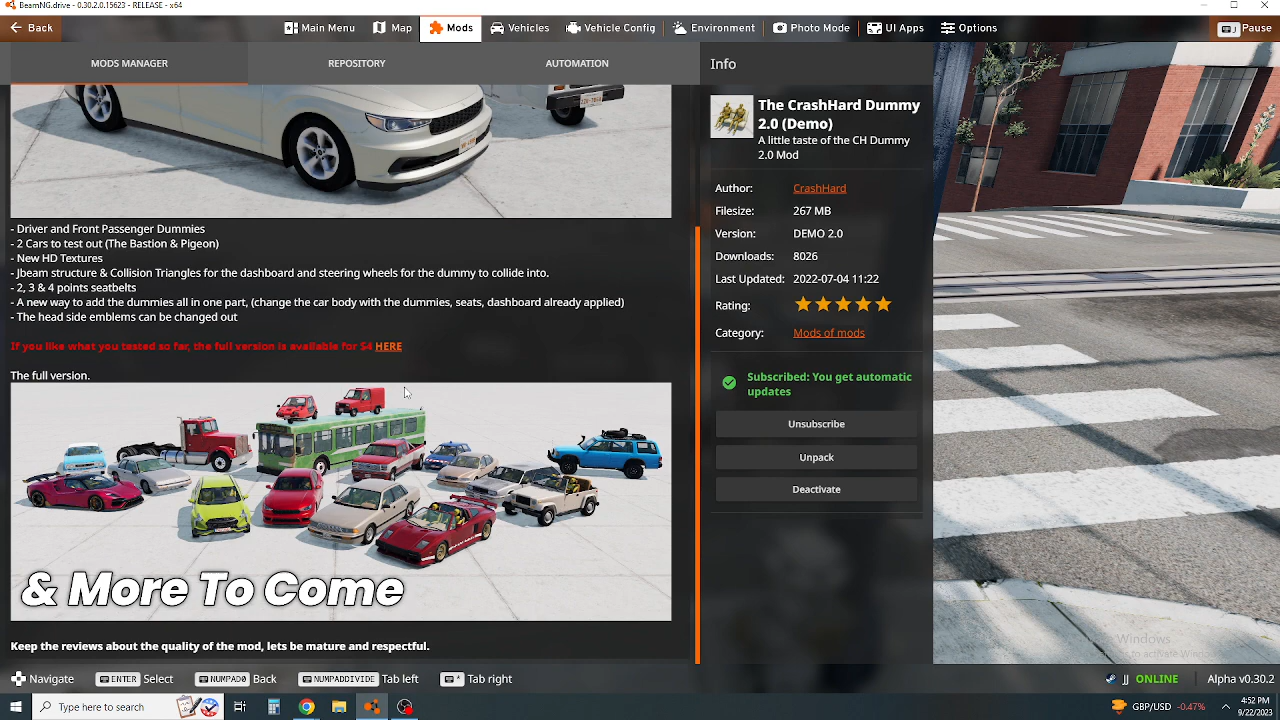 BeamNG.drive - 0.30.2.0.15623 - RELEASE - x64
Back
Main Menu
Map
Mods
Vehicles
Vehicle Config
Environment
Photo Mode
UI Apps
Options
Pause
MODS MANAGER
REPOSITORY
AUTOMATION
- Driver and Front Passenger Dummies
- 2 Cars to test out (The Bastion & Pigeon)
- New HD Textures
- Jbeam structure & Collision Triangles for the dashboard and steering wheels for the dummy to collide into.
- 2, 3 & 4 points seatbelts
- A new way to add the dummies all in one part, (change the car body with the dummies, seats, dashboard already applied)
- The head side emblems can be changed out
If you like what you tested so far, the full version is available for $4 HERE
The full version.
& More To Come
Keep the reviews about the quality of the mod, lets be mature and respectful.
Info
The CrashHard Dummy
2.0 (Demo)
A little taste of the CH Dummy
2.0 Mod
Author: CrashHard
Filesize: 267 MB
Version: DEMO 2.0
Downloads: 8026
Last Updated: 2022-07-04 11:22
Rating:
Category: Mods of mods
Subscribed: You get automatic
updates
Unsubscribe
Unpack
Deactivate
Windows
Navigate
ENTER Select
NUMPAD0 Back
NUMPADDIVIDE Tab left
* Tab right
JJ ONLINE
Alpha v0.30.2
Type here to search
GBP/USD -0.47%
4:52 PM
9/22/2023